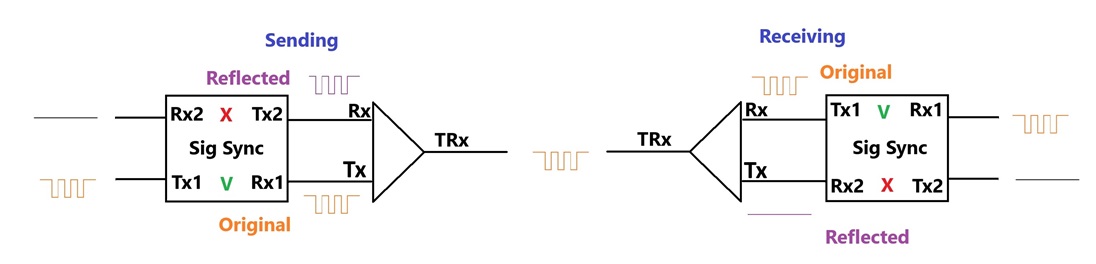 Sending
Reflected
Rx2 X Tx2
Rx
Sig Sync
Tx1 V Rx1
Tx
Original
TRx
Receiving
Original
TRx
Rx
Tx1 V Rx1
Sig Sync
Tx
Rx2 X Tx2
Reflected